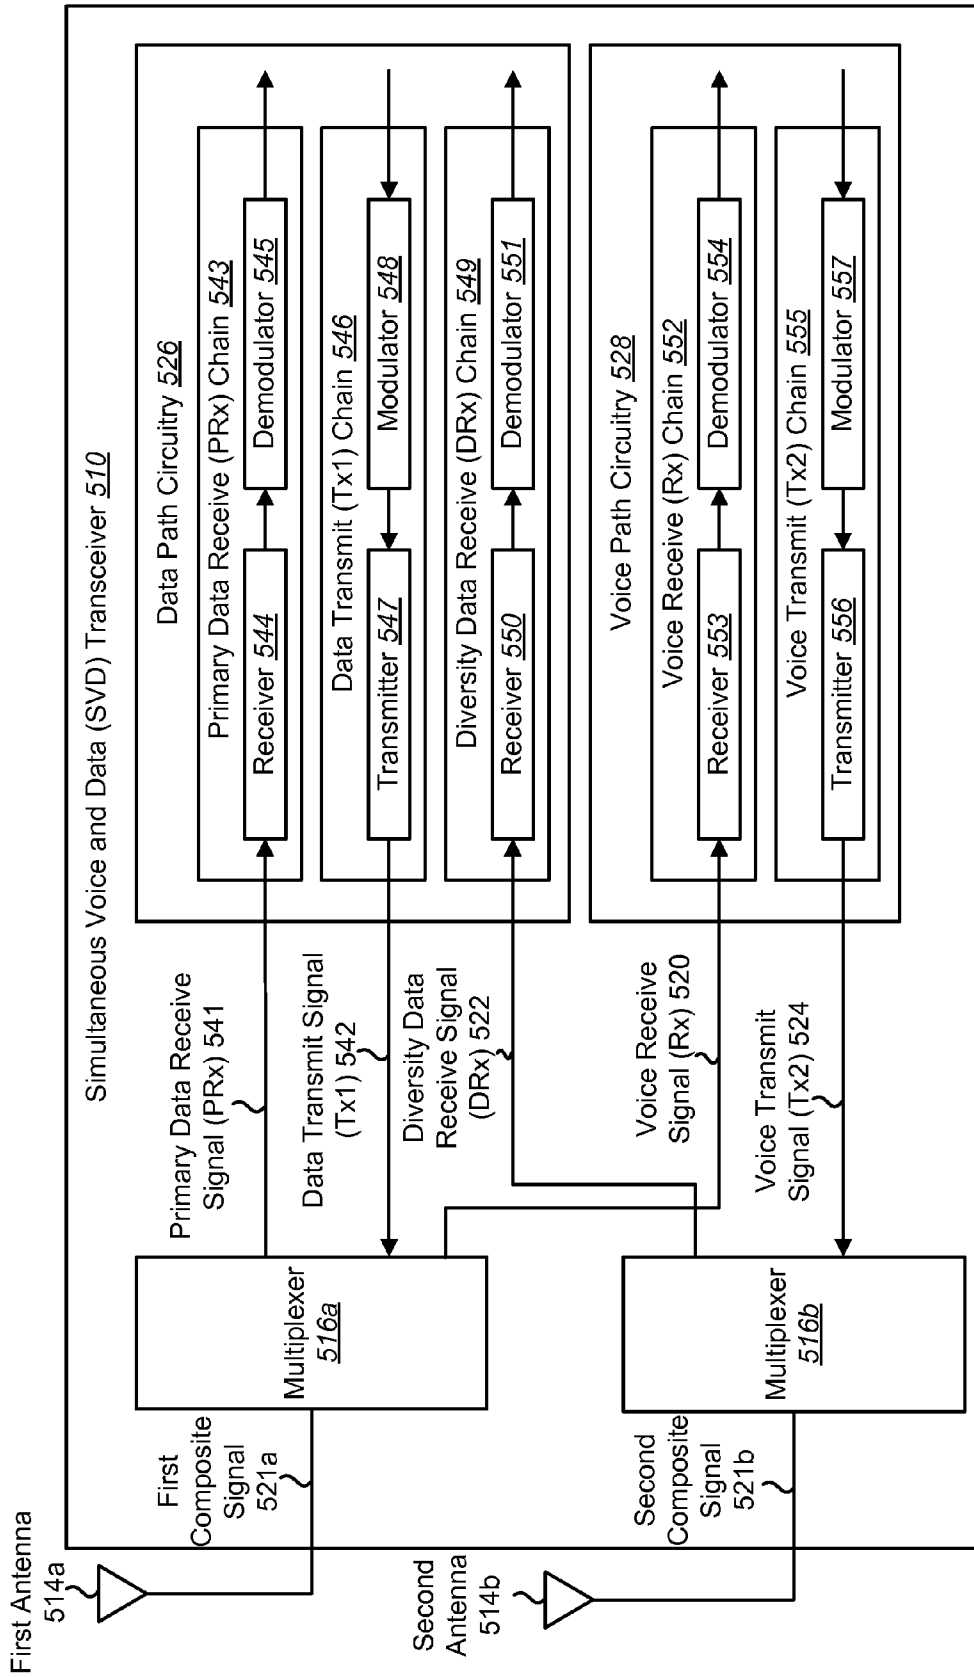 Simultaneous Voice and Data (SVD) Transceiver 510
First Antenna
514a
First
Composite
Signal
521a
Multiplexer
516a
Primary Data Receive
Signal (PRx) 541
Data Transmit Signal
(Tx1) 542
Diversity Data
Receive Signal
(DRx) 522
Data Path Circuitry 526
Primary Data Receive (PRx) Chain 543
Receiver 544
Demodulator 545
Data Transmit (Tx1) Chain 546
Transmitter 547
Modulator 548
Diversity Data Receive (DRx) Chain 549
Receiver 550
Demodulator 551
Second
Antenna
514b
Second
Composite
Signal
521b
Multiplexer
516b
Voice Receive
Signal (Rx) 520
Voice Transmit
Signal (Tx2) 524
Voice Path Circuitry 528
Voice Receive (Rx) Chain 552
Receiver 553
Demodulator 554
Voice Transmit (Tx2) Chain 555
Transmitter 556
Modulator 557